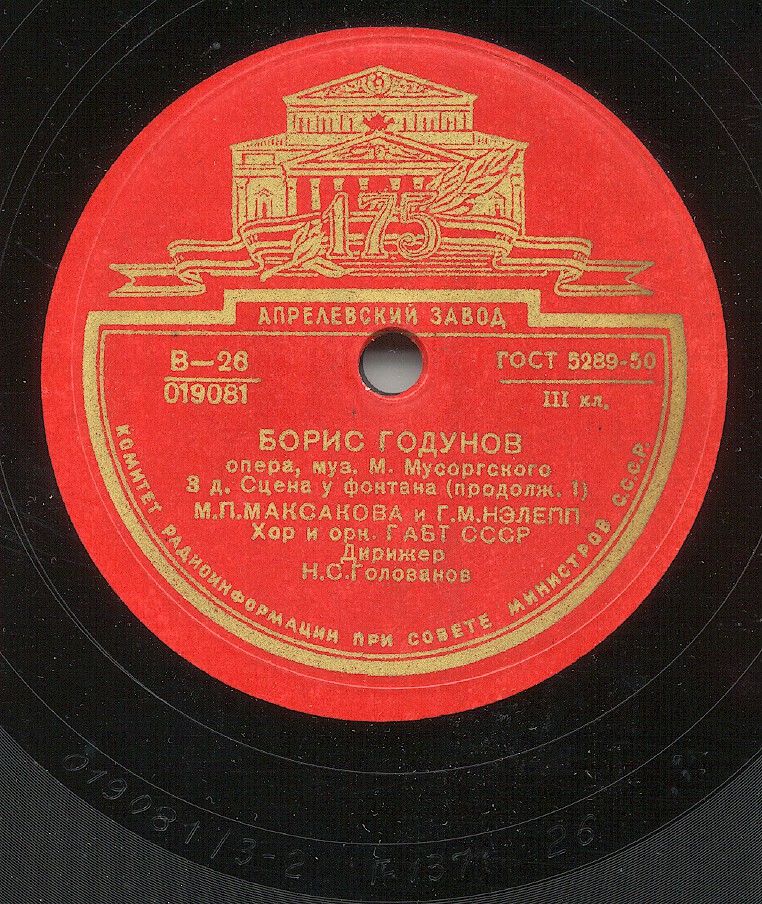 175
АПРЕЛЕВСКИЙ ЗАВОД
В—26
019081
ГОСТ 5289-50
III кл.
БОРИС ГОДУНОВ
опера, муз. М. Мусоргского
3 д. Сцена у фонтана (продолж. 1)
М.П.МАКСАКОВА и Г.М.НЭЛЕПП
Хор и орк. ГАБТ СССР
Дирижер
Н.С.Голованов
КОМИТЕТ РАДИОИНФОРМАЦИИ ПРИ СОВЕТЕ МИНИСТРОВ С.С.С.Р.
019081/3-2
26